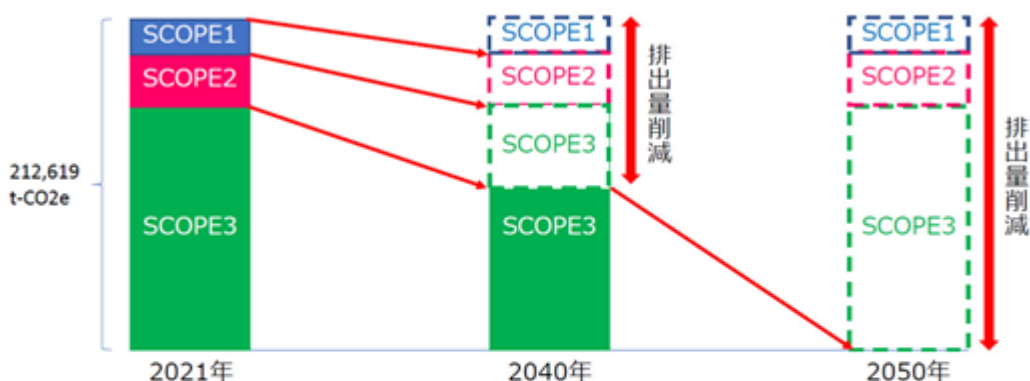 SCOPE1
SCOPE2
SCOPE3
212,619
t-CO2e
SCOPE1
SCOPE2
SCOPE3
SCOPE3
排出量削減
SCOPE1
SCOPE2
SCOPE3
排出量削減
2021年
2040年
2050年